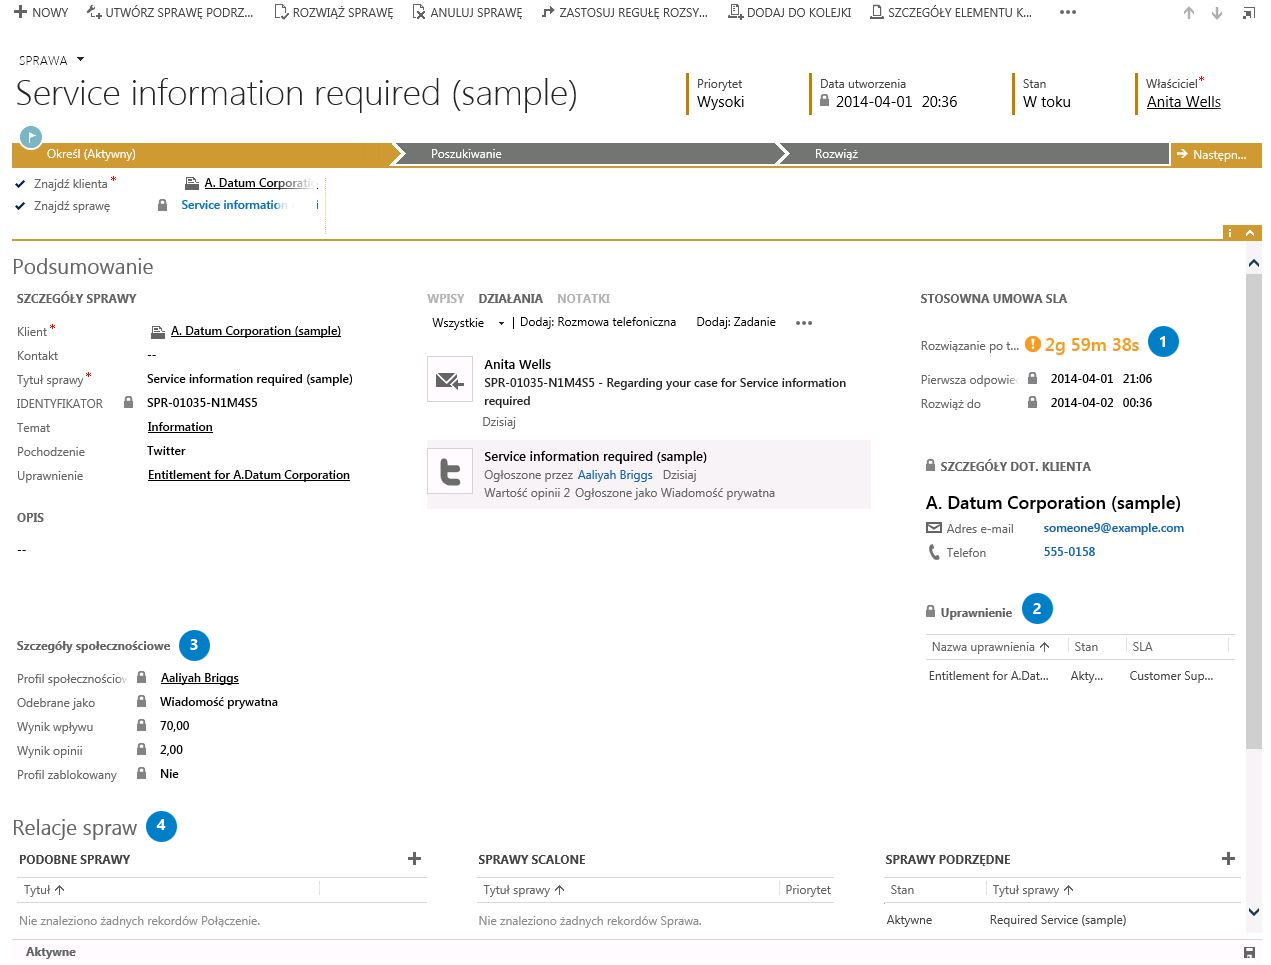 NOWY UTWÓRZ SPRAWĘ PODRZ... ROZWIĄŻ SPRAWĘ ANULUJ SPRAWĘ ZASTOSUJ REGUŁĘ ROZSY... DODAJ DO KOLEJKI SZCZEGÓŁY ELEMENTU K... •••
SPRAWA
Service information required (sample)
Priorytet Data utworzenia Stan Właściciel*
Wysoki 2014-04-01 20:36 W toku Anita Wells
Określ (Aktywny) Poszukiwanie Rozwiąż Następn...
Znajdź klienta* A. Datum Corporati
Znajdź sprawę Service information
Podsumowanie
SZCZEGÓŁY SPRAWY
Klient* A. Datum Corporation (sample)
Kontakt --
Tytuł sprawy* Service information required (sample)
IDENTYFIKATOR SPR-01035-N1M4S5
Temat Information
Pochodzenie Twitter
Uprawnienie Entitlement for A.Datum Corporation
OPIS
--
Szczegóły społecznościowe 3
Profil społecznościow Aaliyah Briggs
Odebrane jako Wiadomość prywatna
Wynik wpływu 70,00
Wynik opinii 2,00
Profil zablokowany Nie
WPISY DZIAŁANIA NOTATKI
Wszystkie | Dodaj: Rozmowa telefoniczna Dodaj: Zadanie •••
Anita Wells
SPR-01035-N1M4S5 - Regarding your case for Service information
required
Dzisiaj
Service information required (sample)
Ogłoszone przez Aaliyah Briggs Dzisiaj
Wartość opinii 2 Ogłoszone jako Wiadomość prywatna
STOSOWNA UMOWA SLA
Rozwiązanie po t... 2g 59m 38s 1
Pierwsza odpowied 2014-04-01 21:06
Rozwiąż do 2014-04-02 00:36
SZCZEGÓŁY DOT. KLIENTA
A. Datum Corporation (sample)
Adres e-mail someone9@example.com
Telefon 555-0158
Uprawnienie 2
Nazwa uprawnienia Stan SLA
Entitlement for A.Dat... Akty... Customer Sup...
Relacje spraw 4
PODOBNE SPRAWY
Tytuł
Nie znaleziono żadnych rekordów Połączenie.
SPRAWY SCALONE
Tytuł sprawy Priorytet
Nie znaleziono żadnych rekordów Sprawa.
SPRAWY PODRZĘDNE
Stan Tytuł sprawy
Aktywne Required Service (sample)
Aktywne